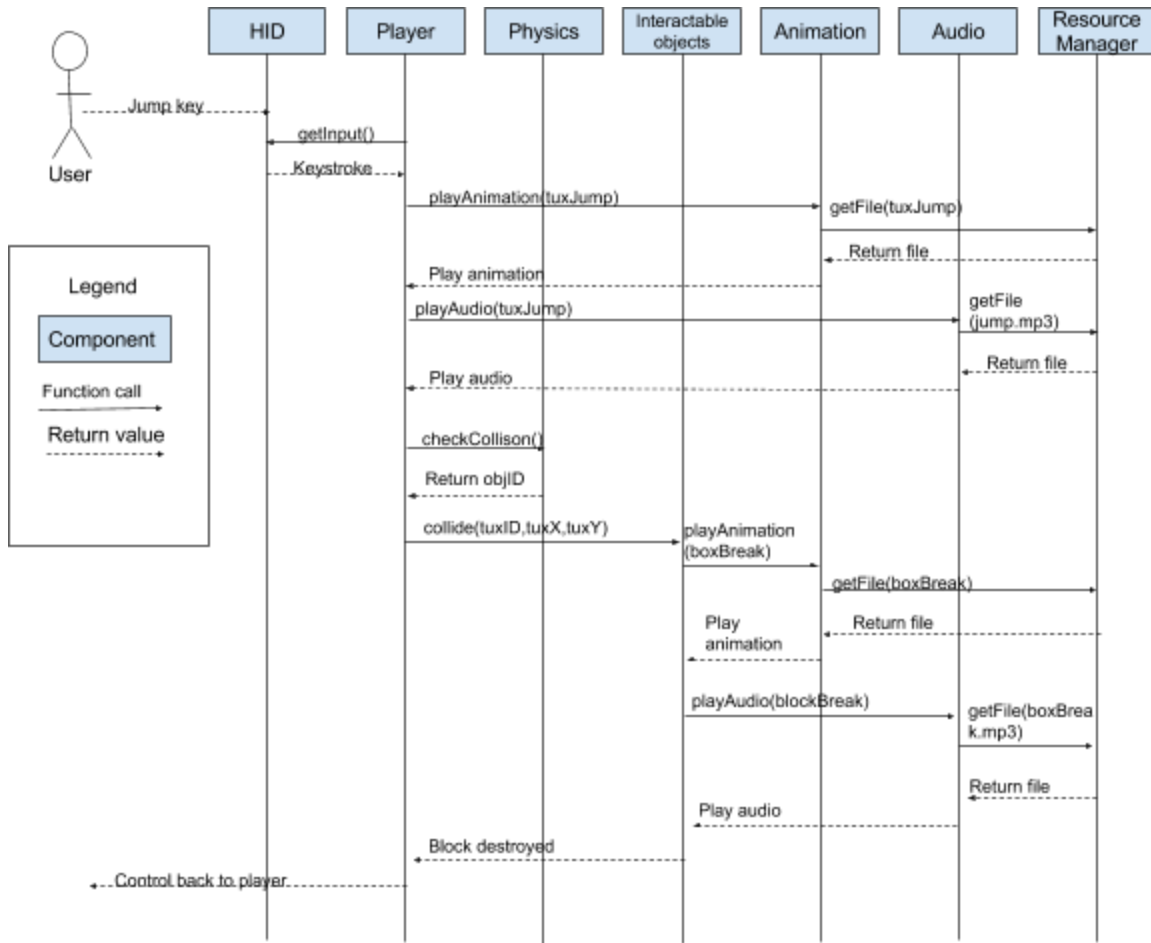 HID
Player
Physics
Interactable
objects
Animation
Audio
Resource
Manager
Jump key
User
getInput()
Keystroke
playAnimation(tuxJump)
getFile(tuxJump)
Return file
Play animation
playAudio(tuxJump)
getFile
(jump.mp3)
Return file
Play audio
Legend
Component
Function call
Return value
checkCollison()
Return objID
collide(tuxID,tuxX,tuxY)
playAnimation
(boxBreak)
getFile(boxBreak)
Return file
Play
animation
playAudio(blockBreak)
getFile(boxBrea
k.mp3)
Return file
Play audio
Block destroyed
Control back to player